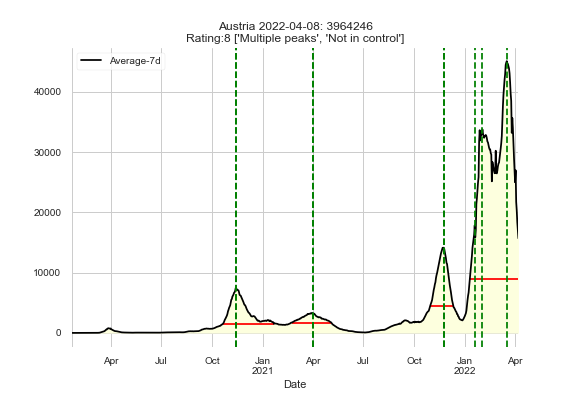 Austria 2022-04-08: 3964246
Rating:8 ['Multiple peaks', 'Not in control']
Average-7d
40000
30000
20000
10000
0
Apr
Jul
Oct
Jan
2021
Apr
Jul
Oct
Jan
2022
Apr
Date